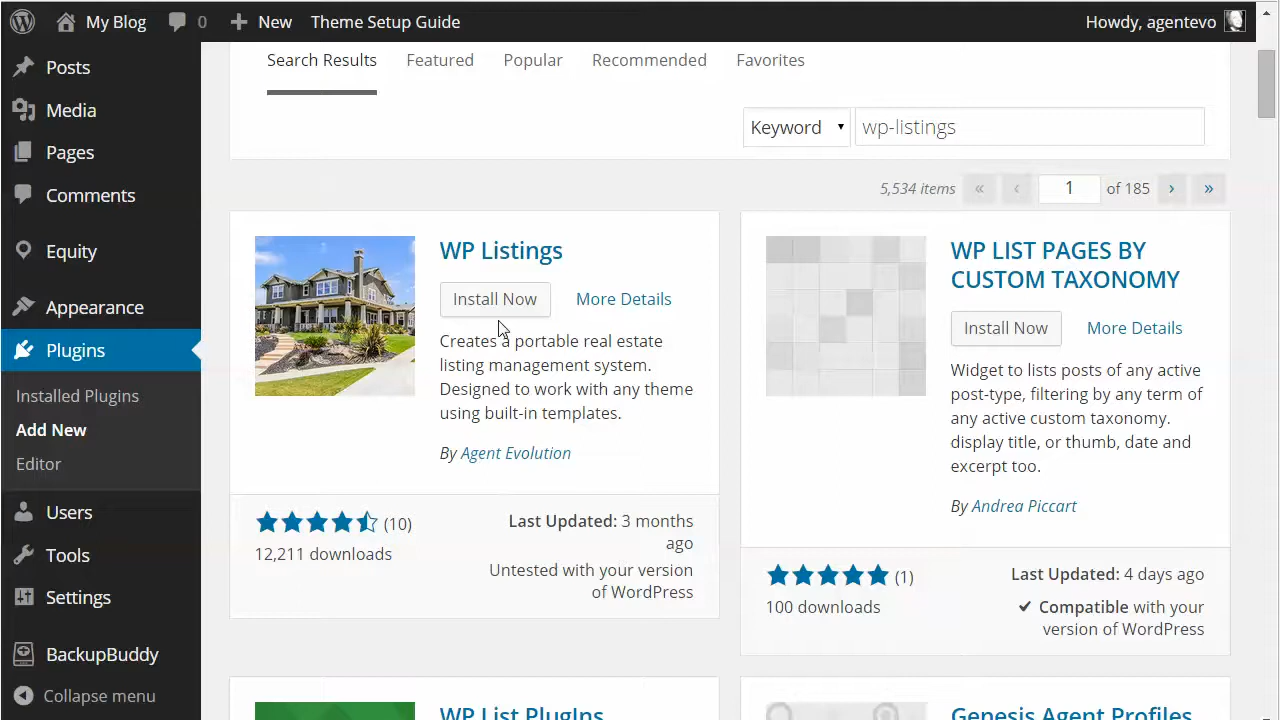 My Blog 0 New Theme Setup Guide Howdy, agentevo
Posts
Media
Pages
Comments
Equity
Appearance
Plugins
Installed Plugins
Add New
Editor
Users
Tools
Settings
BackupBuddy
Collapse menu
Search Results Featured Popular Recommended Favorites
Keyword wp-listings
5,534 items « ‹ 1 of 185 › »
WP Listings
Install Now More Details
Creates a portable real estate
listing management system.
Designed to work with any theme
using built-in templates.
By Agent Evolution
(10)
12,211 downloads
Last Updated: 3 months
ago
Untested with your version
of WordPress
WP LIST PAGES BY
CUSTOM TAXONOMY
Install Now More Details
Widget to lists posts of any active
post-type, filtering by any term of
any active custom taxonomy.
display title, or thumb, date and
excerpt too.
By Andrea Piccart
(1)
100 downloads
Last Updated: 4 days ago
Compatible with your
version of WordPress
WP List PlugIns
Genesis Agent Profiles